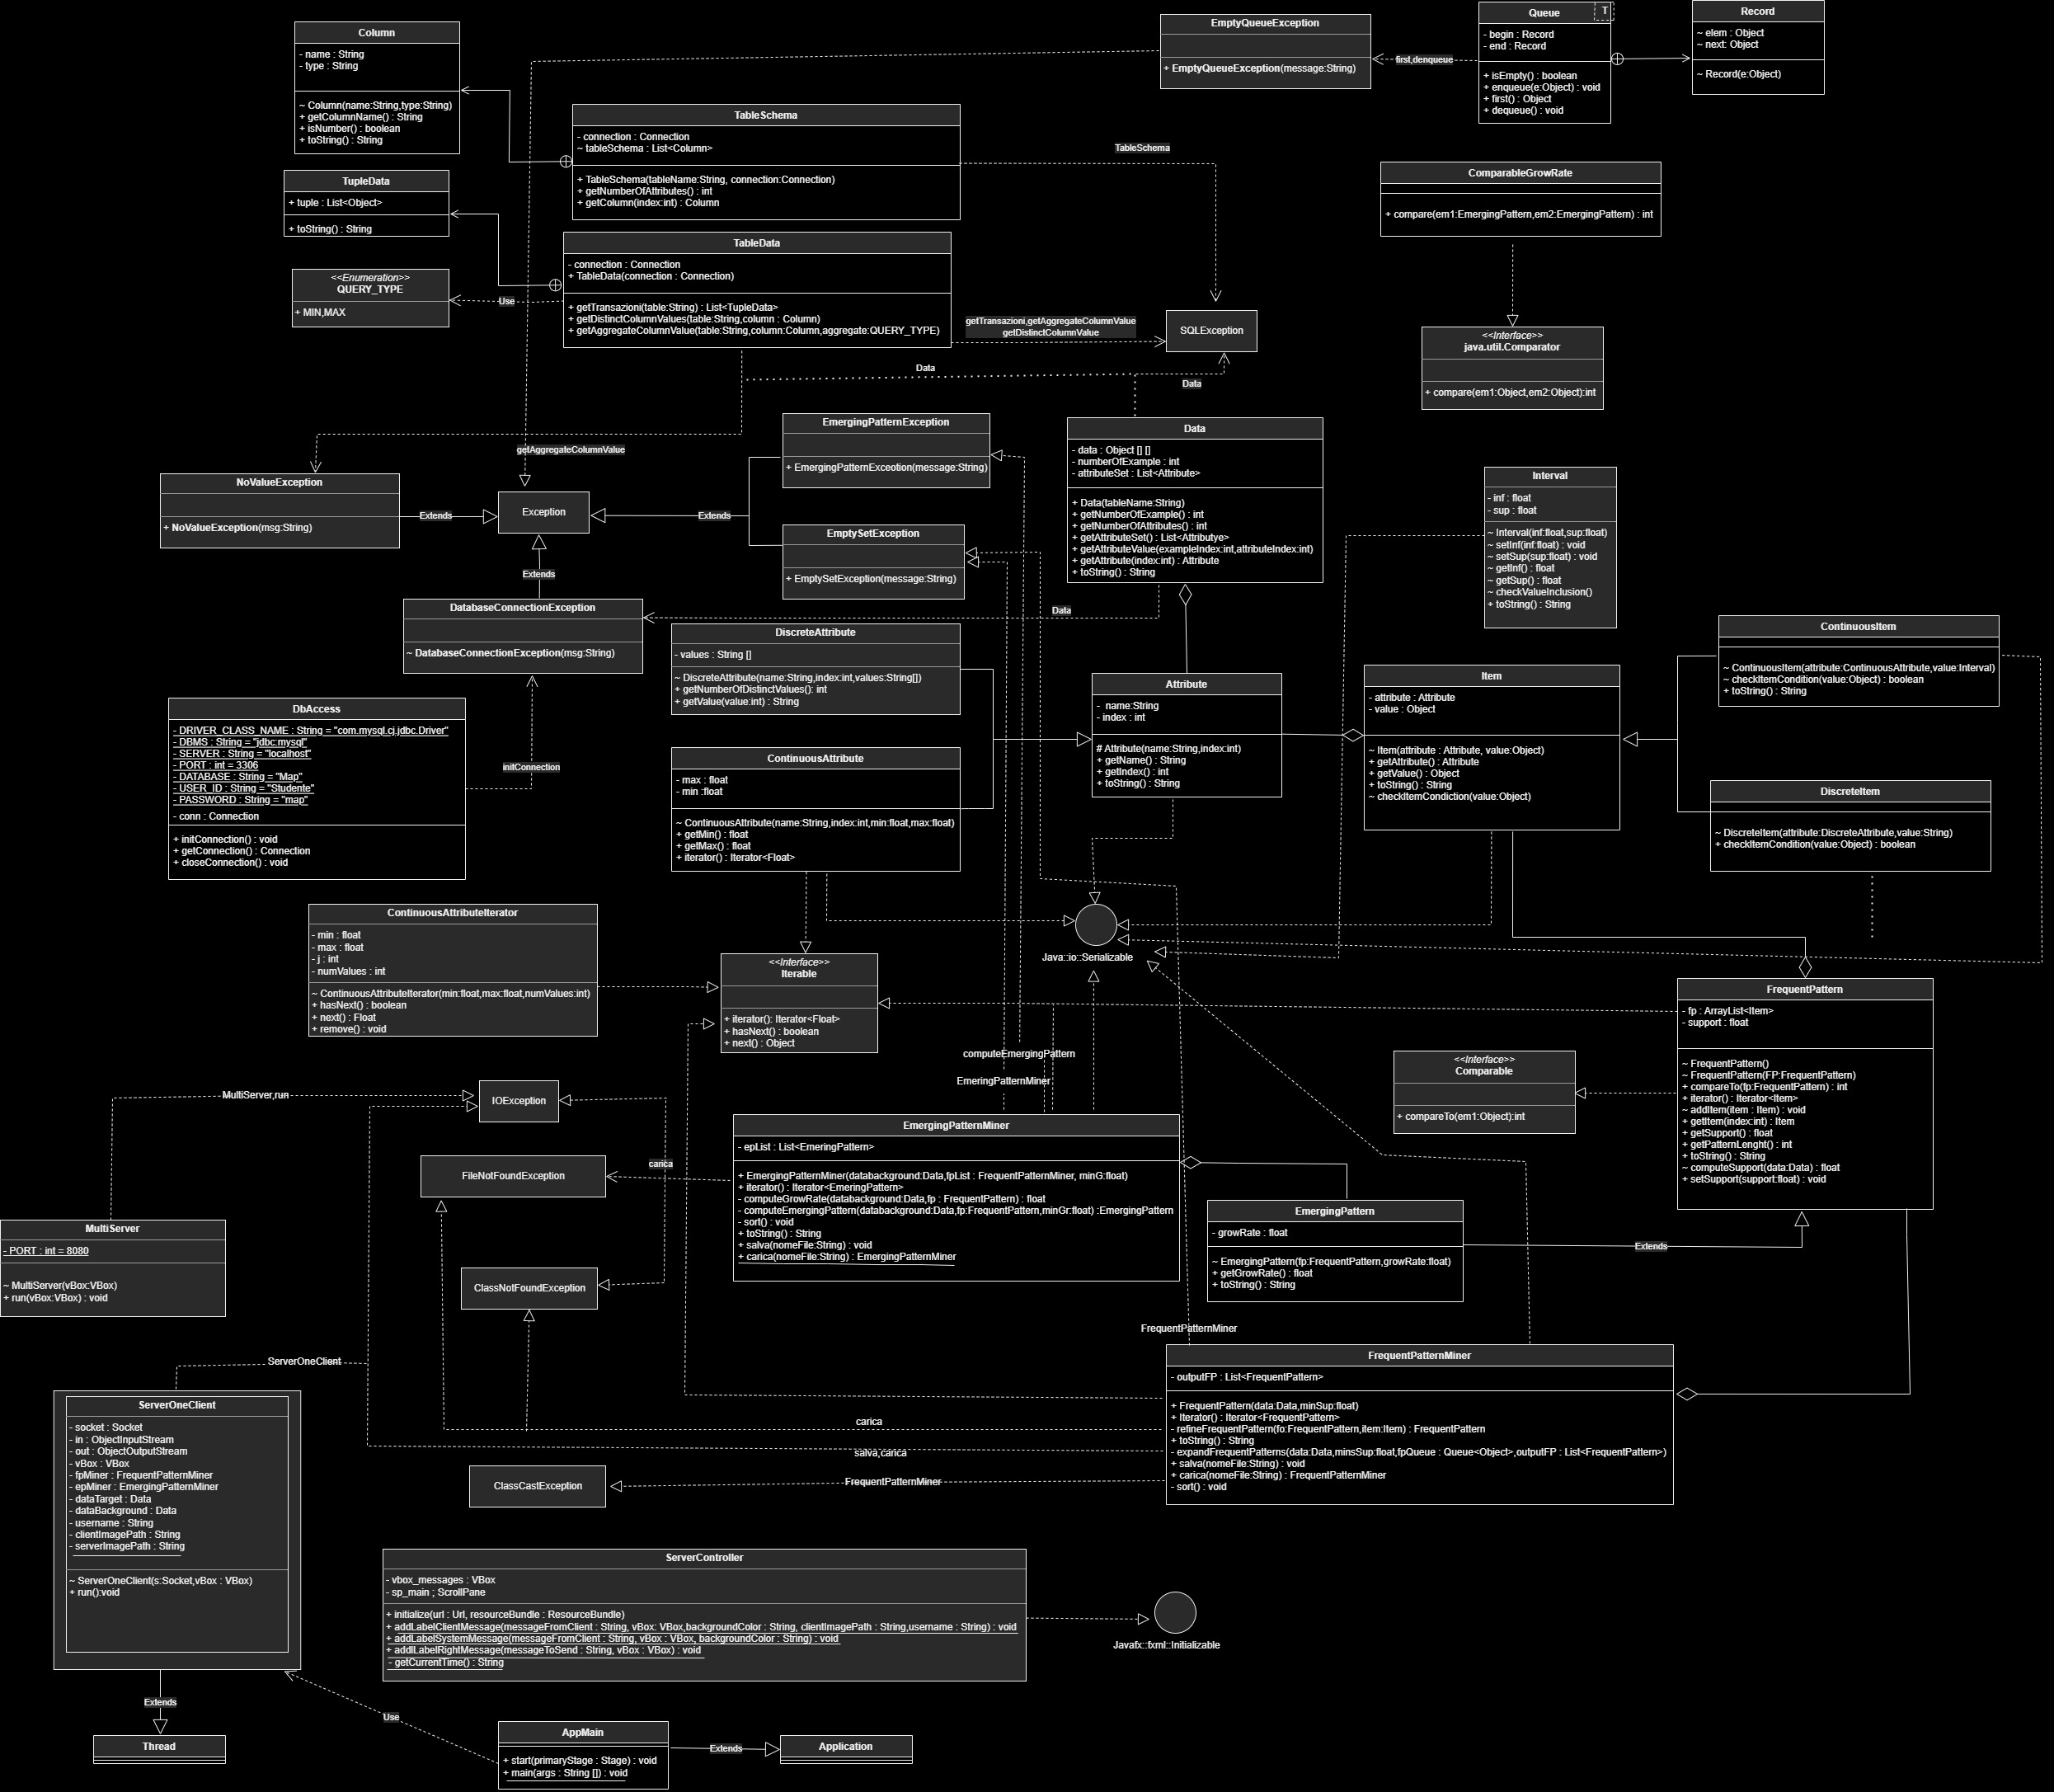 Column
- name : String
- type : String
~ Column(name:String,type:String)
+ getColumnName() : String
+ isNumber() : boolean
+ toString() : String
EmptyQueueException
+ EmptyQueueException(message:String)
first,denqueue
Queue
T
- begin : Record
- end : Record
+ isEmpty() : boolean
+ enqueue(e:Object) : void
+ first() : Object
+ dequeue() : void
Record
~ elem : Object
~ next: Object
~ Record(e:Object)
TableSchema
- connection : Connection
~ tableSchema : List<Column>
+ TableSchema(tableName:String, connection:Connection)
+ getNumberOfAttributes() : int
+ getColumn(index:int) : Column
TableSchema
TupleData
+ tuple : List<Object>
+ toString() : String
ComparableGrowRate
+ compare(em1:EmergingPattern,em2:EmergingPattern) : int
TableData
- connection : Connection
+ TableData(connection : Connection)
+ getTransazioni(table:String) : List<TupleData>
+ getDistinctColumnValues(table:String,column : Column)
+ getAggregateColumnValue(table:String,column:Column,aggregate:QUERY_TYPE)
<<Enumeration>>
QUERY_TYPE
+ MIN,MAX
Use
getTransazioni,getAggregateColumnValue
getDistinctColumnValue
SQLException
<<Interface>>
java.util.Comparator
+ compare(em1:Object,em2:Object):int
Data
Data
getAggregateColumnValue
EmergingPatternException
+ EmergingPatternExceotion(message:String)
Data
- data : Object [] []
- numberOfExample : int
- attributeSet : List<Attribute>
+ Data(tableName:String)
+ getNumberOfExample() : int
+ getNumberOfAttributes() : int
+ getAttributeSet() : List<Attributye>
+ getAttributeValue(exampleIndex:int,attributeIndex:int)
+ getAttribute(index:int) : Attribute
+ toString() : String
NoValueException
+ NoValueException(msg:String)
Extends
Exception
Extends
Extends
EmptySetException
+ EmptySetException(message:String)
Interval
- inf : float
- sup : float
~ Interval(inf:float,sup:float)
~ setInf(inf:float) : void
~ setSup(sup:float) : void
~ getInf() : float
~ getSup() : float
~ checkValueInclusion()
+ toString() : String
DatabaseConnectionException
~ DatabaseConnectionException(msg:String)
Data
DiscreteAttribute
- values : String []
~ DiscreteAttribute(name:String,index:int,values:String[])
+ getNumberOfDistinctValues(): int
+ getValue(value:int) : String
ContinuousItem
~ ContinuousItem(attribute:ContinuousAttribute,value:Interval)
~ checkItemCondition(value:Object) : boolean
+ toString() : String
Attribute
- name:String
- index : int
# Attribute(name:String,index:int)
+ getName() : String
+ getIndex() : int
+ toString() : String
Item
- attribute : Attribute
- value : Object
~ Item(attribute : Attribute, value:Object)
+ getAttribute() : Attribute
+ getValue() : Object
+ toString() : String
~ checkItemCondiction(value:Object)
DbAccess
- DRIVER_CLASS_NAME : String = "com.mysql.cj.jdbc.Driver"
- DBMS : String = "jdbc:mysql"
- SERVER : String = "localhost"
- PORT : int = 3306
- DATABASE : String = "Map"
- USER_ID : String = "Studente"
- PASSWORD : String = "map"
- conn : Connection
+ initConnection() : void
+ getConnection() : Connection
+ closeConnection() : void
initConnection
ContinuousAttribute
- max : float
- min :float
~ ContinuousAttribute(name:String,index:int,min:float,max:float)
+ getMin() : float
+ getMax() : float
+ iterator() : Iterator<Float>
DiscreteItem
~ DiscreteItem(attribute:DiscreteAttribute,value:String)
+ checkItemCondition(value:Object) : boolean
ContinuousAttributeIterator
- min : float
- max : float
- j : int
- numValues : int
~ ContinuousAttributeIterator(min:float,max:float,numValues:int)
+ hasNext() : boolean
+ next() : Float
+ remove() : void
Java::io::Serializable
<<Interface>>
Iterable
+ iterator(): Iterator<Float>
+ hasNext() : boolean
+ next() : Object
FrequentPattern
- fp : ArrayList<Item>
- support : float
~ FrequentPattern()
~ FrequentPattern(FP:FrequentPattern)
+ compareTo(fp:FrequentPattern) : int
+ iterator() : Iterator<Item>
~ addItem(item : Item) : void
+ getItem(index:int) : Item
+ getSupport() : float
+ getPatternLenght() : int
+ toString() : String
~ computeSupport(data:Data) : float
+ setSupport(support:float) : void
computeEmergingPattern
EmeringPatternMiner
<<Interface>>
Comparable
+ compareTo(em1:Object):int
MultiServer,run
IOException
EmergingPatternMiner
- epList : List<EmeringPattern>
+ EmergingPatternMiner(databackground:Data,fpList : FrequentPatternMiner, minG:float)
+ iterator() : Iterator<EmeringPattern>
- computeGrowRate(databackground:Data,fp : FrequentPattern) : float
- computeEmergingPattern(databackground:Data,fp:FrequentPattern,minGr:float) :EmergingPattern
- sort() : void
+ toString() : String
+ salva(nomeFile:String) : void
+ carica(nomeFile:String) : EmergingPatternMiner
carica
FileNotFoundException
EmergingPattern
- growRate : float
~ EmergingPattern(fp:FrequentPattern,growRate:float)
+ getGrowRate() : float
+ toString() : String
Extends
MultiServer
- PORT : int = 8080
~ MultiServer(vBox:VBox)
+ run(vBox:VBox) : void
ClassNotFoundException
FrequentPatternMiner
ServerOneClient
FrequentPatternMiner
- outputFP : List<FrequentPattern>
+ FrequentPattern(data:Data,minSup:float)
+ Iterator() : Iterator<FrequentPattern>
- refineFrequentPattern(fo:FrequentPattern,item:Item) : FrequentPattern
+ toString() : String
- expandFrequentPatterns(data:Data,minsSup:float,fpQueue : Queue<Object>,outputFP : List<FrequentPattern>)
+ salva(nomeFile:String) : void
+ carica(nomeFile:String) : FrequentPatternMiner
- sort() : void
carica
salva,carica
FrequentPatternMiner
ClassCastException
ServerOneClient
- socket : Socket
- in : ObjectInputStream
- out : ObjectOutputStream
- vBox : VBox
- fpMiner : FrequentPatternMiner
- epMiner : EmergingPatternMiner
- dataTarget : Data
- dataBackground : Data
- username : String
- clientImagePath : String
- serverImagePath : String
~ ServerOneClient(s:Socket,vBox : VBox)
+ run():void
ServerController
- vbox_messages : VBox
- sp_main ; ScrollPane
+ initialize(url : Url, resourceBundle : ResourceBundle)
+ addLabelClientMessage(messageFromClient : String, vBox: VBox,backgroundColor : String, clientImagePath : String,username : String) : void
+ addLabelSystemMessage(messageFromClient : String, vBox : VBox, backgroundColor : String) : void
+ addlLabelRightMessage(messageToSend : String, vBox : VBox) : void
- getCurrentTime() : String
Javafx::fxml::Initializable
Extends
Thread
Use
AppMain
+ start(primaryStage : Stage) : void
+ main(args : String []) : void
Extends
Application